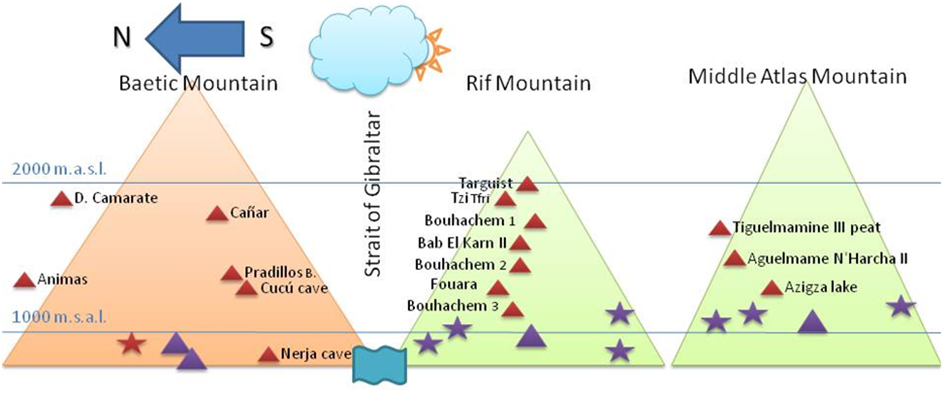 N
S
Baetic Mountain
Strait of Gibraltar
Rif Mountain
Middle Atlas Mountain
2000 m.a.s.l.
D. Camarate
Cañar
Animas
Pradillos B.
Cucú cave
1000 m.s.a.l.
Nerja cave
Targuist
Tzi Tfri
Bouhachem 1
Bab El Karn II
Bouhachem 2
Fouara
Bouhachem 3
Tiguelmamine III peat
Aguelmame N'Harcha II
Azigza lake